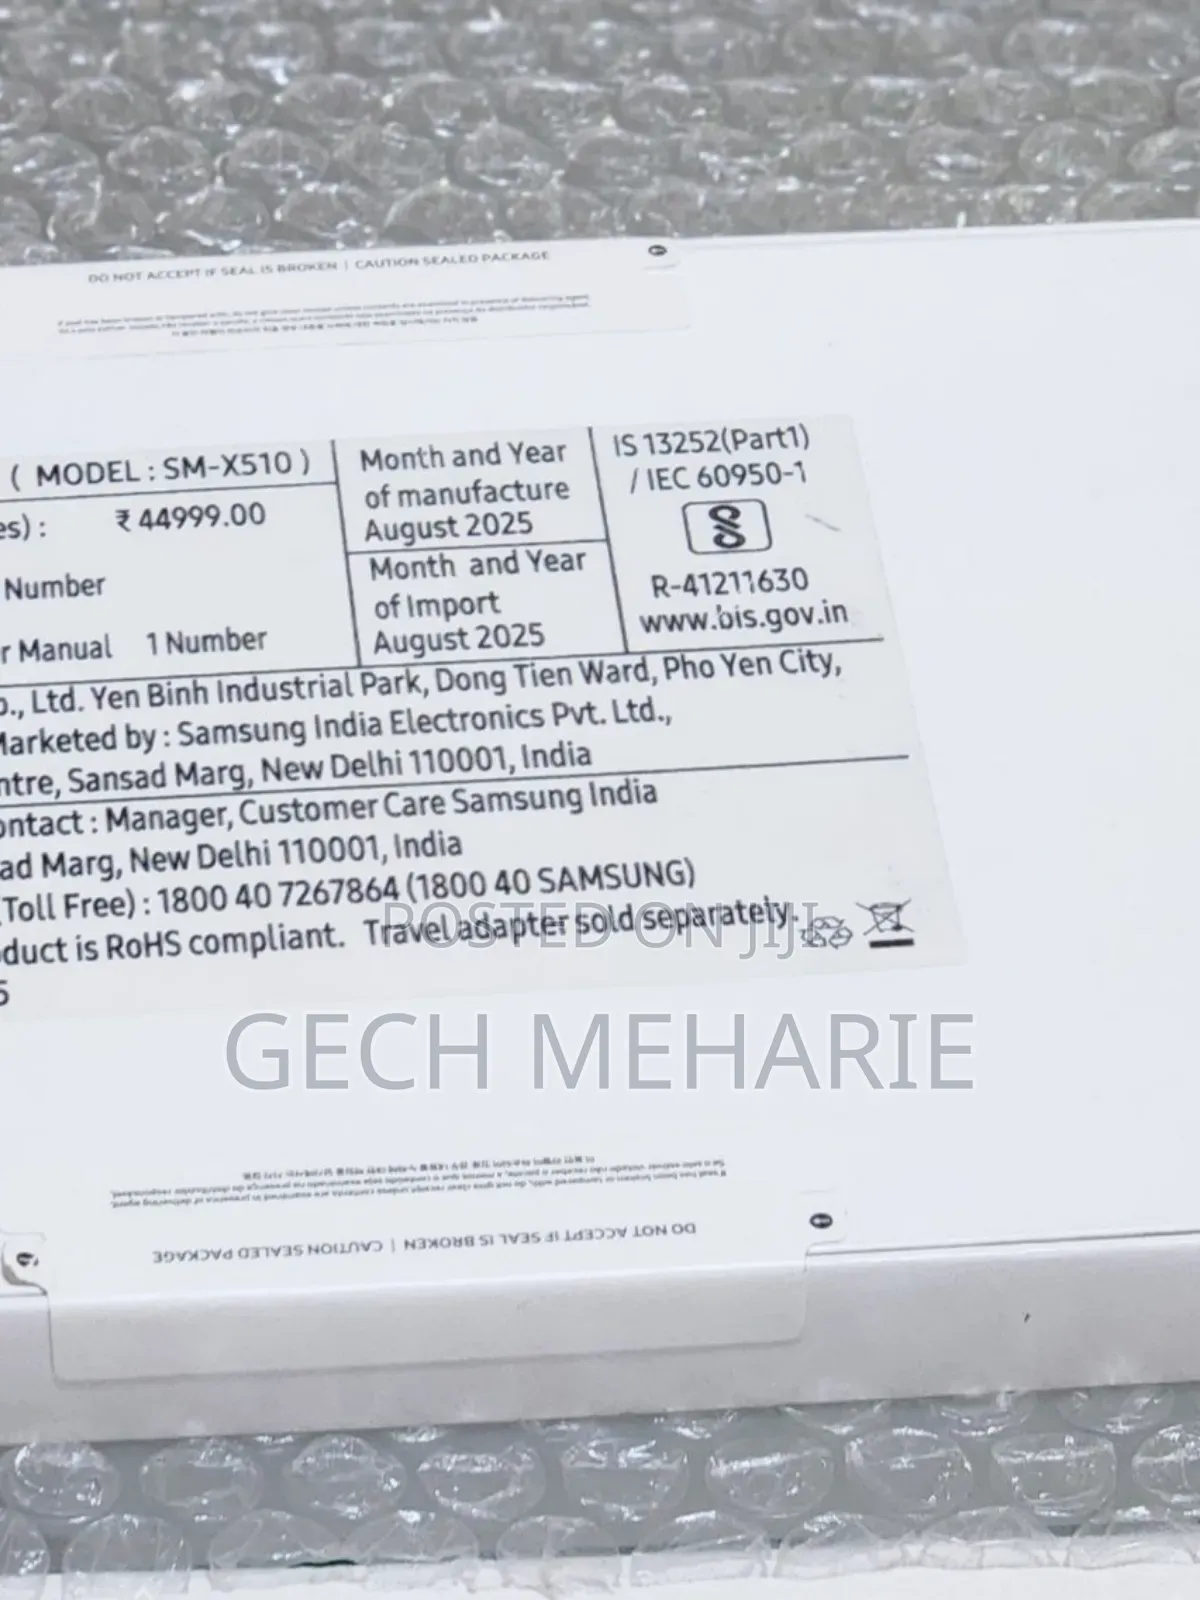 DO NOT ACCEPT IF SEAL IS BROKEN | CAUTION SEALED PACKAGE
( MODEL : SM-X510 )
es) : ₹ 44999.00
Number
r Manual 1 Number
Month and Year
of manufacture
August 2025
Month and Year
of Import
August 2025
IS 13252(Part1)
/ IEC 60950-1
R-41211630
www.bis.gov.in
o., Ltd. Yen Binh Industrial Park, Dong Tien Ward, Pho Yen City,
Marketed by : Samsung India Electronics Pvt. Ltd.,
ntre, Sansad Marg, New Delhi 110001, India
ontact : Manager, Customer Care Samsung India
ad Marg, New Delhi 110001, India
(Toll Free) : 1800 40 7267864 (1800 40 SAMSUNG)
oduct is RoHS compliant. Travel adapter sold separately.
5
POSTED ON JIJI
GECH MEHARIE
DO NOT ACCEPT IF SEAL IS BROKEN | CAUTION SEALED PACKAGE